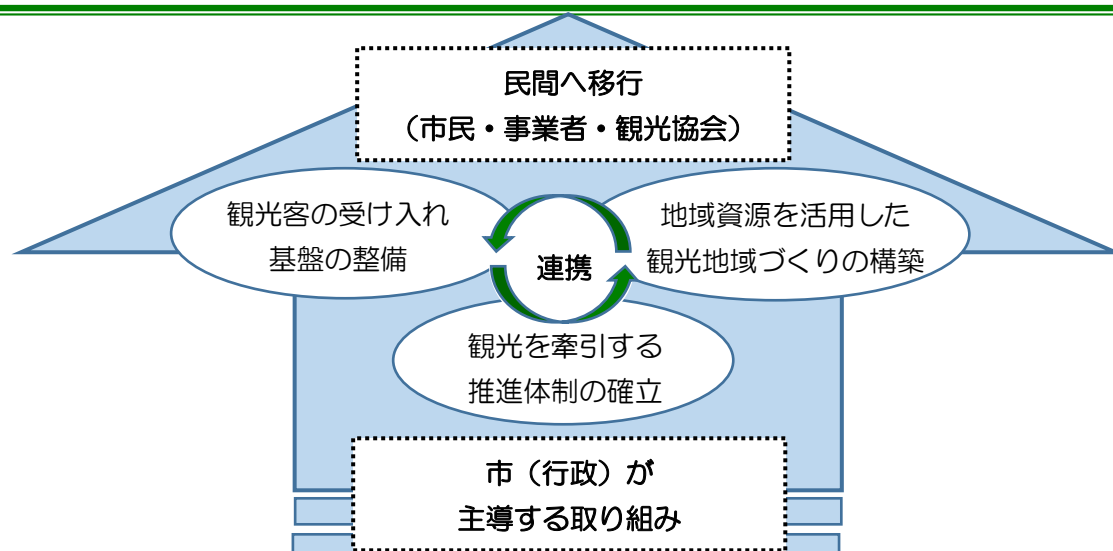 民間へ移行
（市民・事業者・観光協会）
観光客の受け入れ
基盤の整備
地域資源を活用した
観光地域づくりの構築
連携
観光を牽引する
推進体制の確立
市（行政）が
主導する取り組み